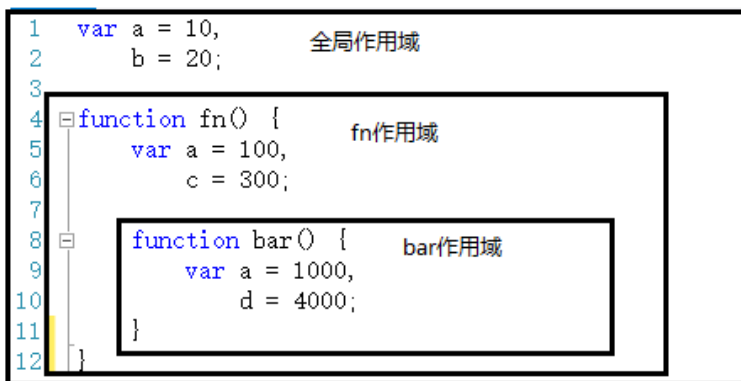 1 var a = 10,
全局作用域
2 b = 20;
3
4 function fn() {
fn作用域
5 var a = 100,
6 c = 300;
7
8 function bar() {
bar作用域
9 var a = 1000,
10 d = 4000;
11 }
12 }